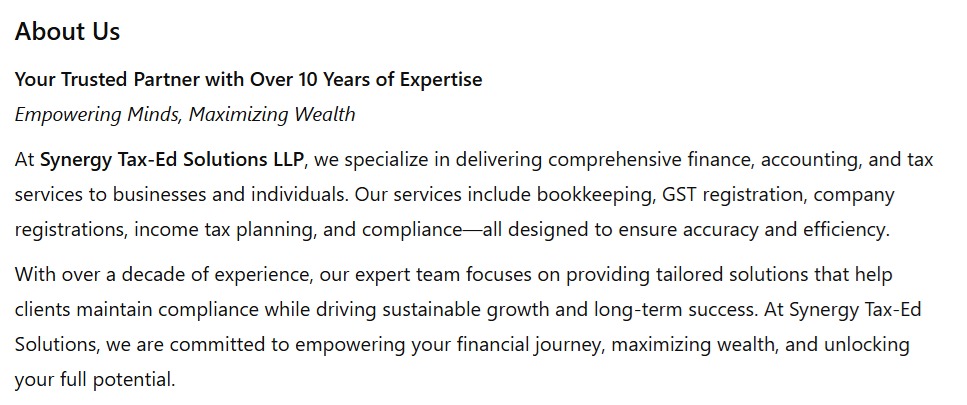 About Us
Your Trusted Partner with Over 10 Years of Expertise
Empowering Minds, Maximizing Wealth
At Synergy Tax-Ed Solutions LLP, we specialize in delivering comprehensive finance, accounting, and tax
services to businesses and individuals. Our services include bookkeeping, GST registration, company
registrations, income tax planning, and compliance—all designed to ensure accuracy and efficiency.
With over a decade of experience, our expert team focuses on providing tailored solutions that help
clients maintain compliance while driving sustainable growth and long-term success. At Synergy Tax-Ed
Solutions, we are committed to empowering your financial journey, maximizing wealth, and unlocking
your full potential.